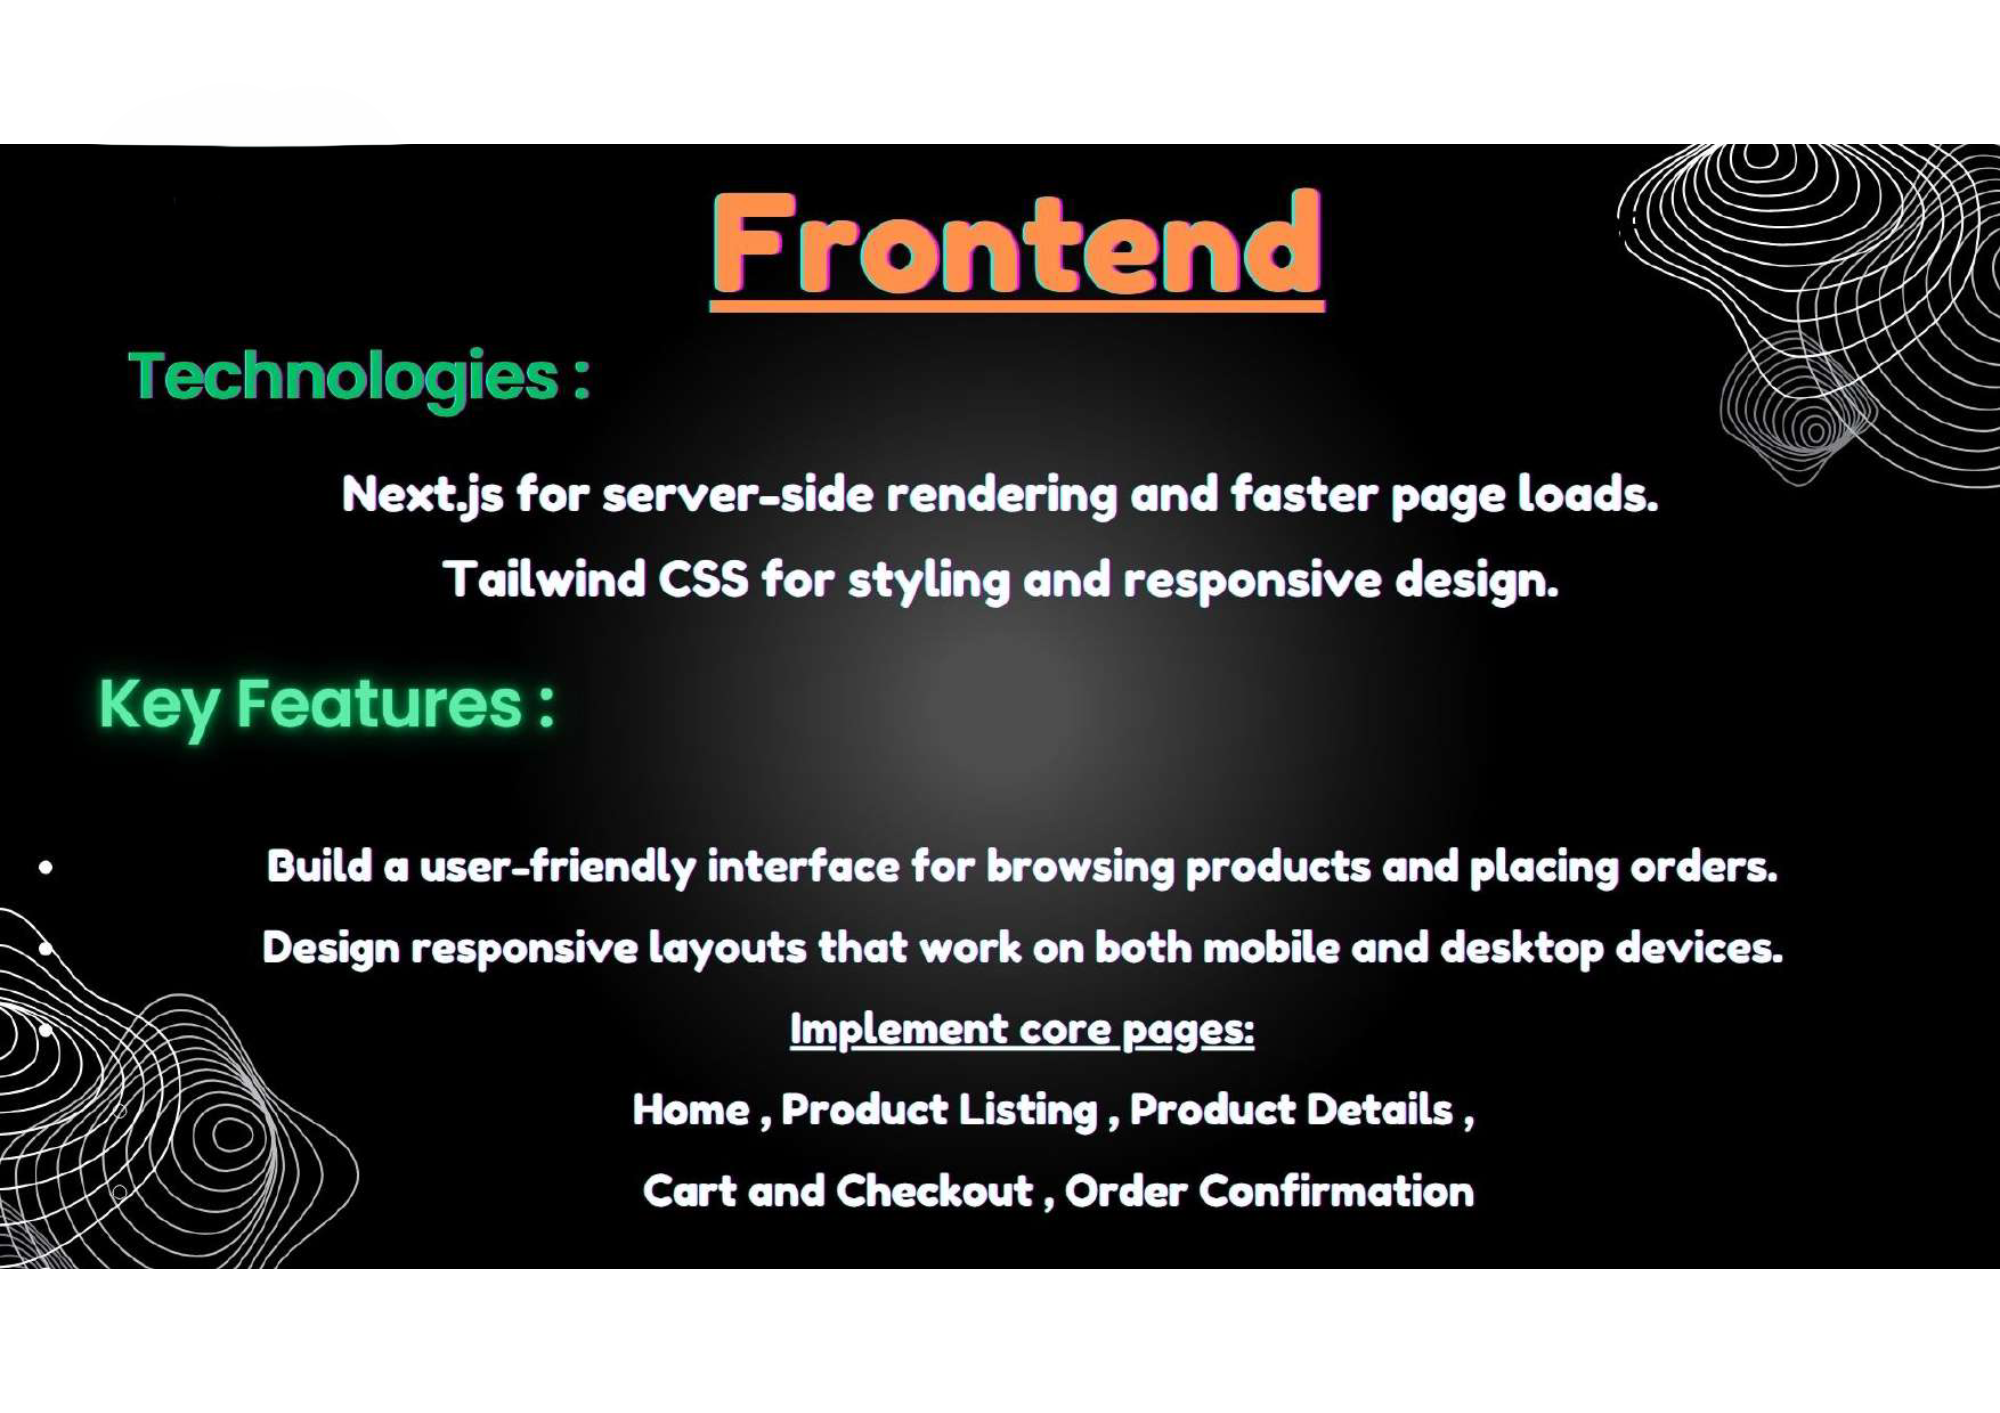 Frontend
Technologies :
Next.js for server-side rendering and faster page loads.
Tailwind CSS for styling and responsive design.
Key Features :
Build a user-friendly interface for browsing products and placing orders.
Design responsive layouts that work on both mobile and desktop devices.
Implement core pages:
Home , Product Listing , Product Details ,
Cart and Checkout , Order Confirmation